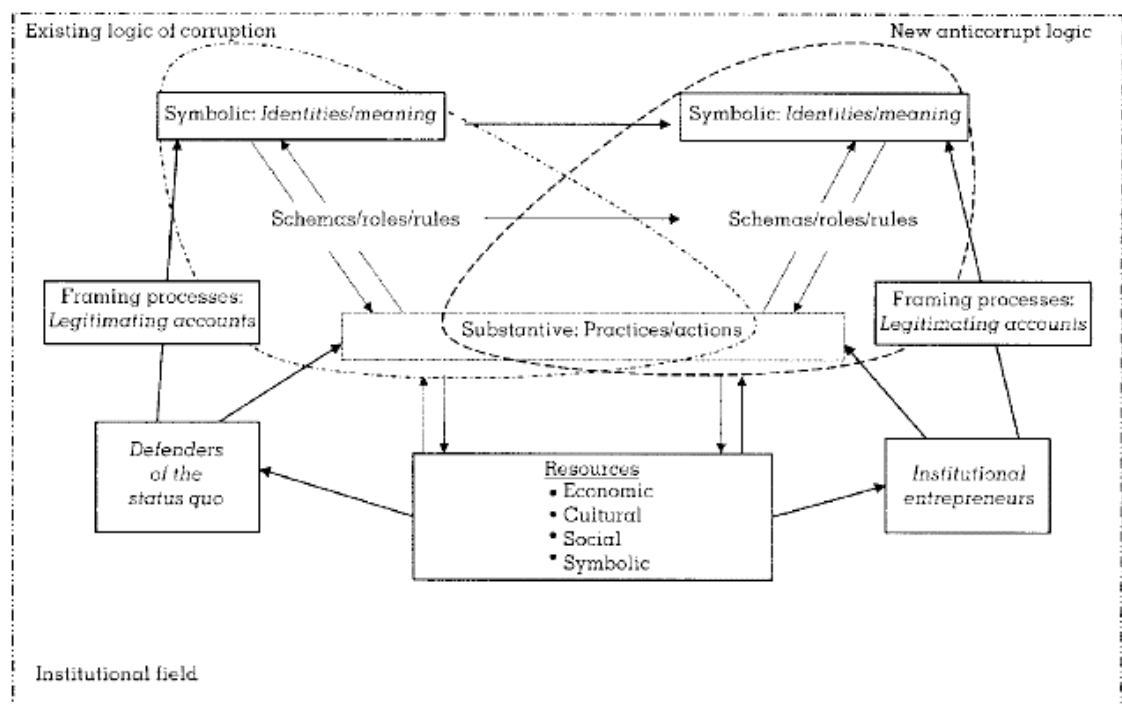 Existing logic of corruption
New anticorrupt logic
Symbolic: Identities/meaning
Symbolic: Identities/meaning
Schemas/roles/rules
Schemas/roles/rules
Framing processes:
Legitimating accounts
Framing processes:
Legitimating accounts
Substantive: Practices/actions
Defenders
of the
status quo
Resources
• Economic
• Cultural
• Social
• Symbolic
Institutional
entrepreneurs
Institutional field